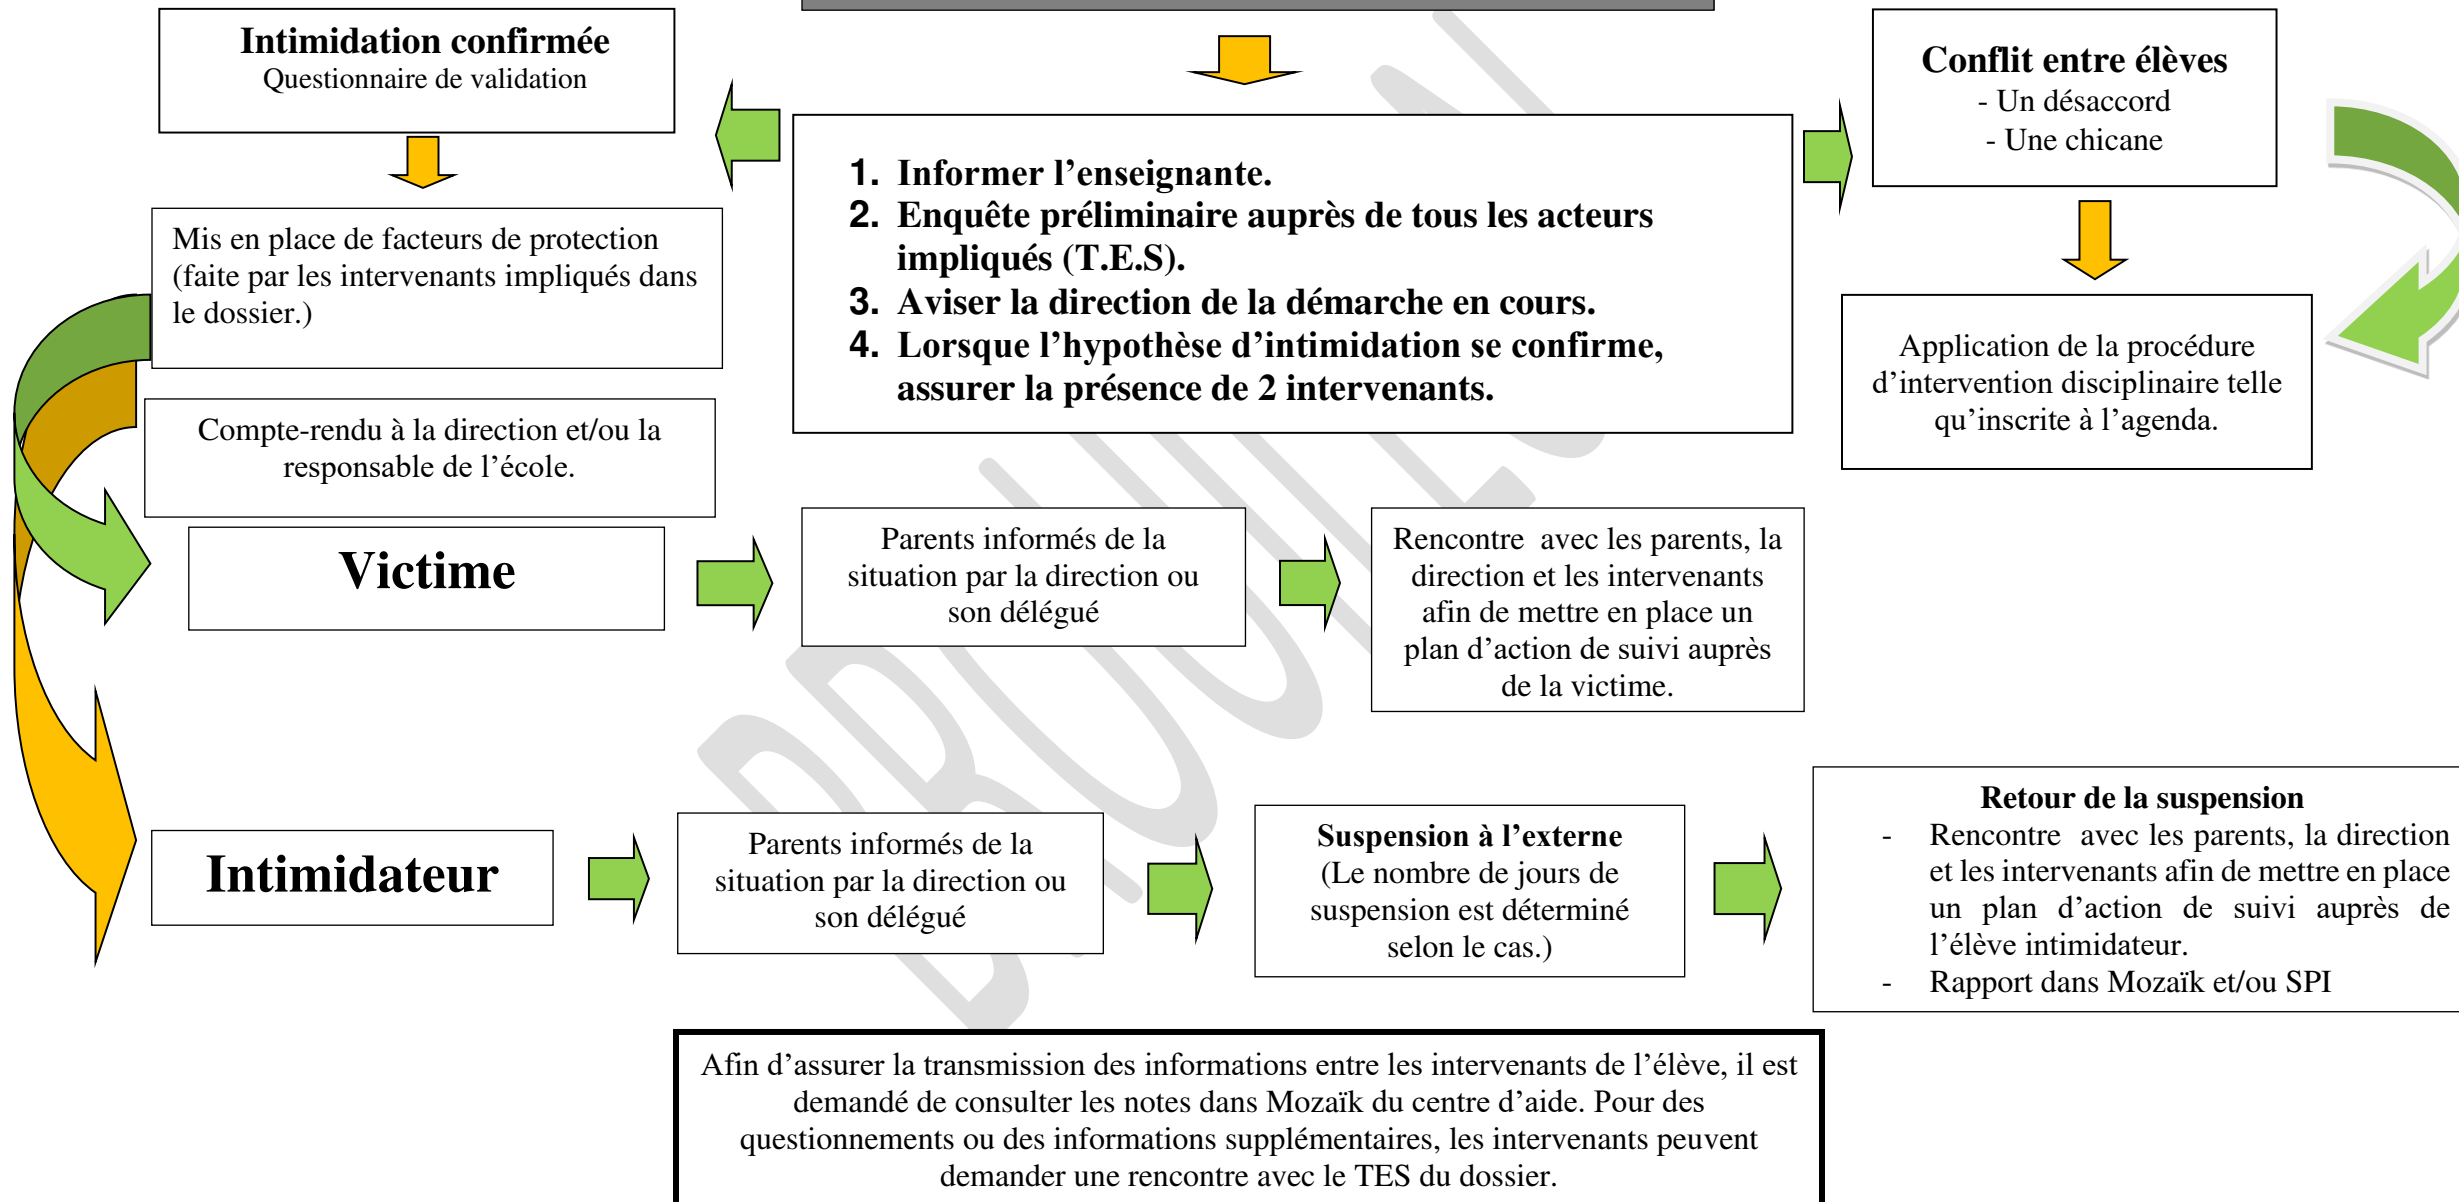 Intimidation confirmée
Questionnaire de validation
Conflit entre élèves
- Un désaccord
- Une chicane
1. Informer l’enseignante.
2. Enquête préliminaire auprès de tous les acteurs
impliqués (T.E.S).
3. Aviser la direction de la démarche en cours.
4. Lorsque l’hypothèse d’intimidation se confirme,
assurer la présence de 2 intervenants.
Mis en place de facteurs de protection
(faite par les intervenants impliqués dans
le dossier.)
Application de la procédure
d’intervention disciplinaire telle
qu’inscrite à l’agenda.
Compte-rendu à la direction et/ou la
responsable de l’école.
Victime
Parents informés de la
situation par la direction ou
son délégué
Rencontre avec les parents, la
direction et les intervenants
afin de mettre en place un
plan d’action de suivi auprès
de la victime.
Intimidateur
Parents informés de la
situation par la direction ou
son délégué
Suspension à l’externe
(Le nombre de jours de
suspension est déterminé
selon le cas.)
Retour de la suspension
- Rencontre avec les parents, la direction
et les intervenants afin de mettre en place
un plan d’action de suivi auprès de
l’élève intimidateur.
- Rapport dans Mozaïk et/ou SPI
Afin d’assurer la transmission des informations entre les intervenants de l’élève, il est
demandé de consulter les notes dans Mozaïk du centre d’aide. Pour des
questionnements ou des informations supplémentaires, les intervenants peuvent
demander une rencontre avec le TES du dossier.